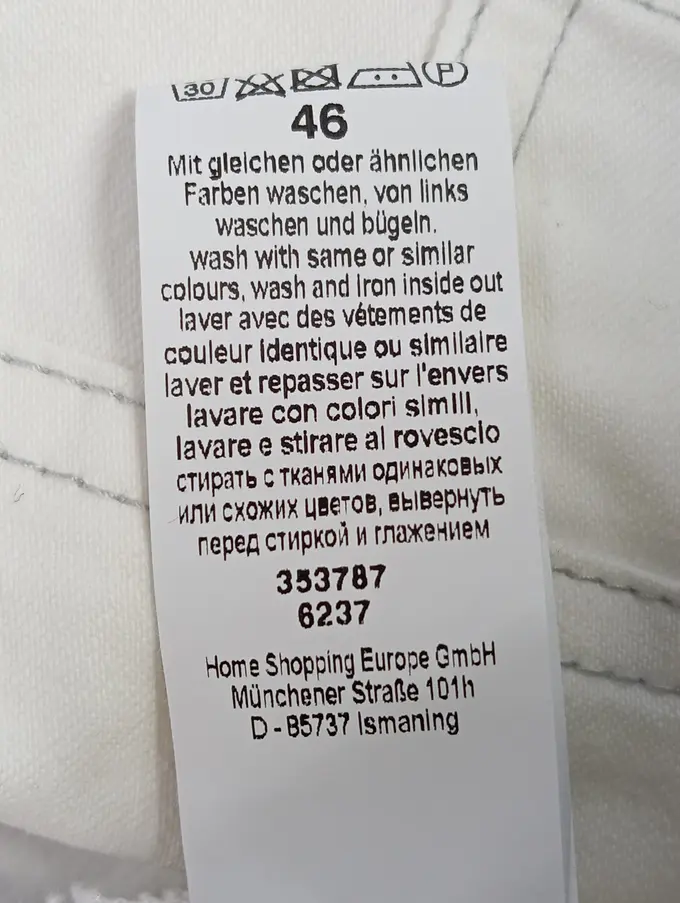 30
46
Mit gleichen oder ähnlichen
Farben waschen, von links
waschen und bügeln.
wash with same or similar
colours, wash and iron inside out
laver avec des vétements de
couleur identique ou similaire
laver et repasser sur l'envers
lavare con colori simili,
lavare e stirare al rovescio
стирать с тканями одинаковых
или схожих цветов, вывернуть
перед стиркой и глажением
353787
6237
Home Shopping Europe GmbH
Münchener Straße 101h
D - 85737 Ismaning